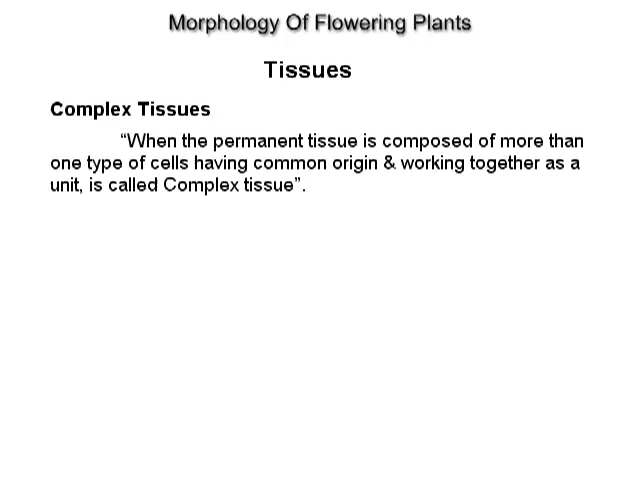 Morphology Of Flowering Plants
Tissues
Complex Tissues
“When the permanent tissue is composed of more than
one type of cells having common origin & working together as a
unit, is called Complex tissue”.